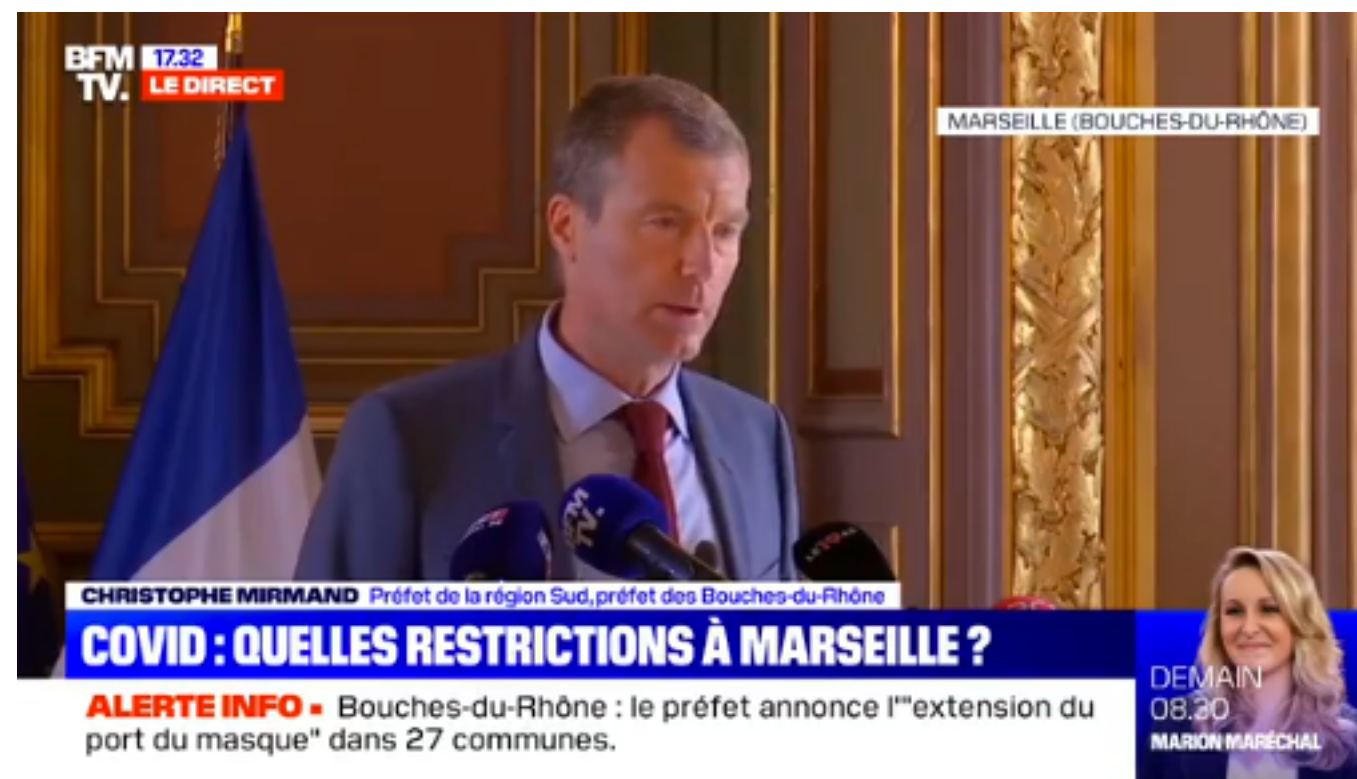 BFM
TV.
17.32
LE DIRECT
MARSEILLE (BOUCHES-DU-RHÔNE)
BFM
TV.
CHRISTOPHE MIRMAND Préfet de la région Sud, préfet des Bouches-du-Rhône
COVID : QUELLES RESTRICTIONS À MARSEILLE ?
ALERTE INFO Bouches-du-Rhône : le préfet annonce l'"extension du
port du masque" dans 27 communes.
DEMAIN
08.30
MARION MARÉCHAL